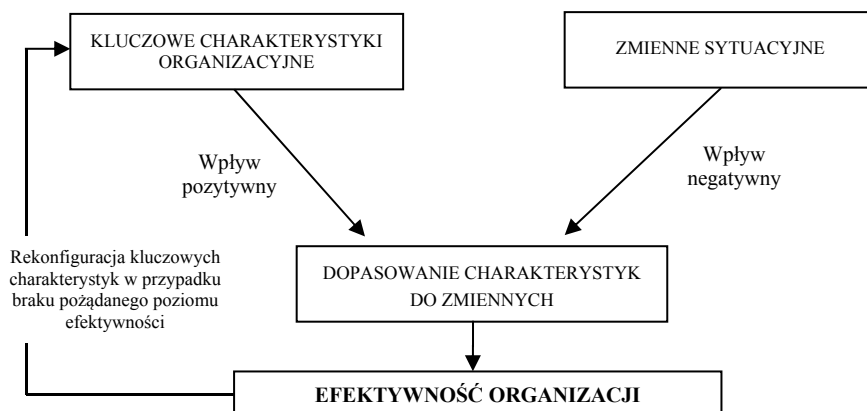 KLUCZOWE CHARAKTERYSTYKI
ORGANIZACYJNE
ZMIENNE SYTUACYJNE
Wpływ
pozytywny
Wpływ
negatywny
Rekonfiguracja kluczowych
charakterystyk w przypadku
braku pożądanego poziomu
efektywności
DOPASOWANIE CHARAKTERYSTYK
DO ZMIENNYCH
EFEKTYWNOŚĆ ORGANIZACJI